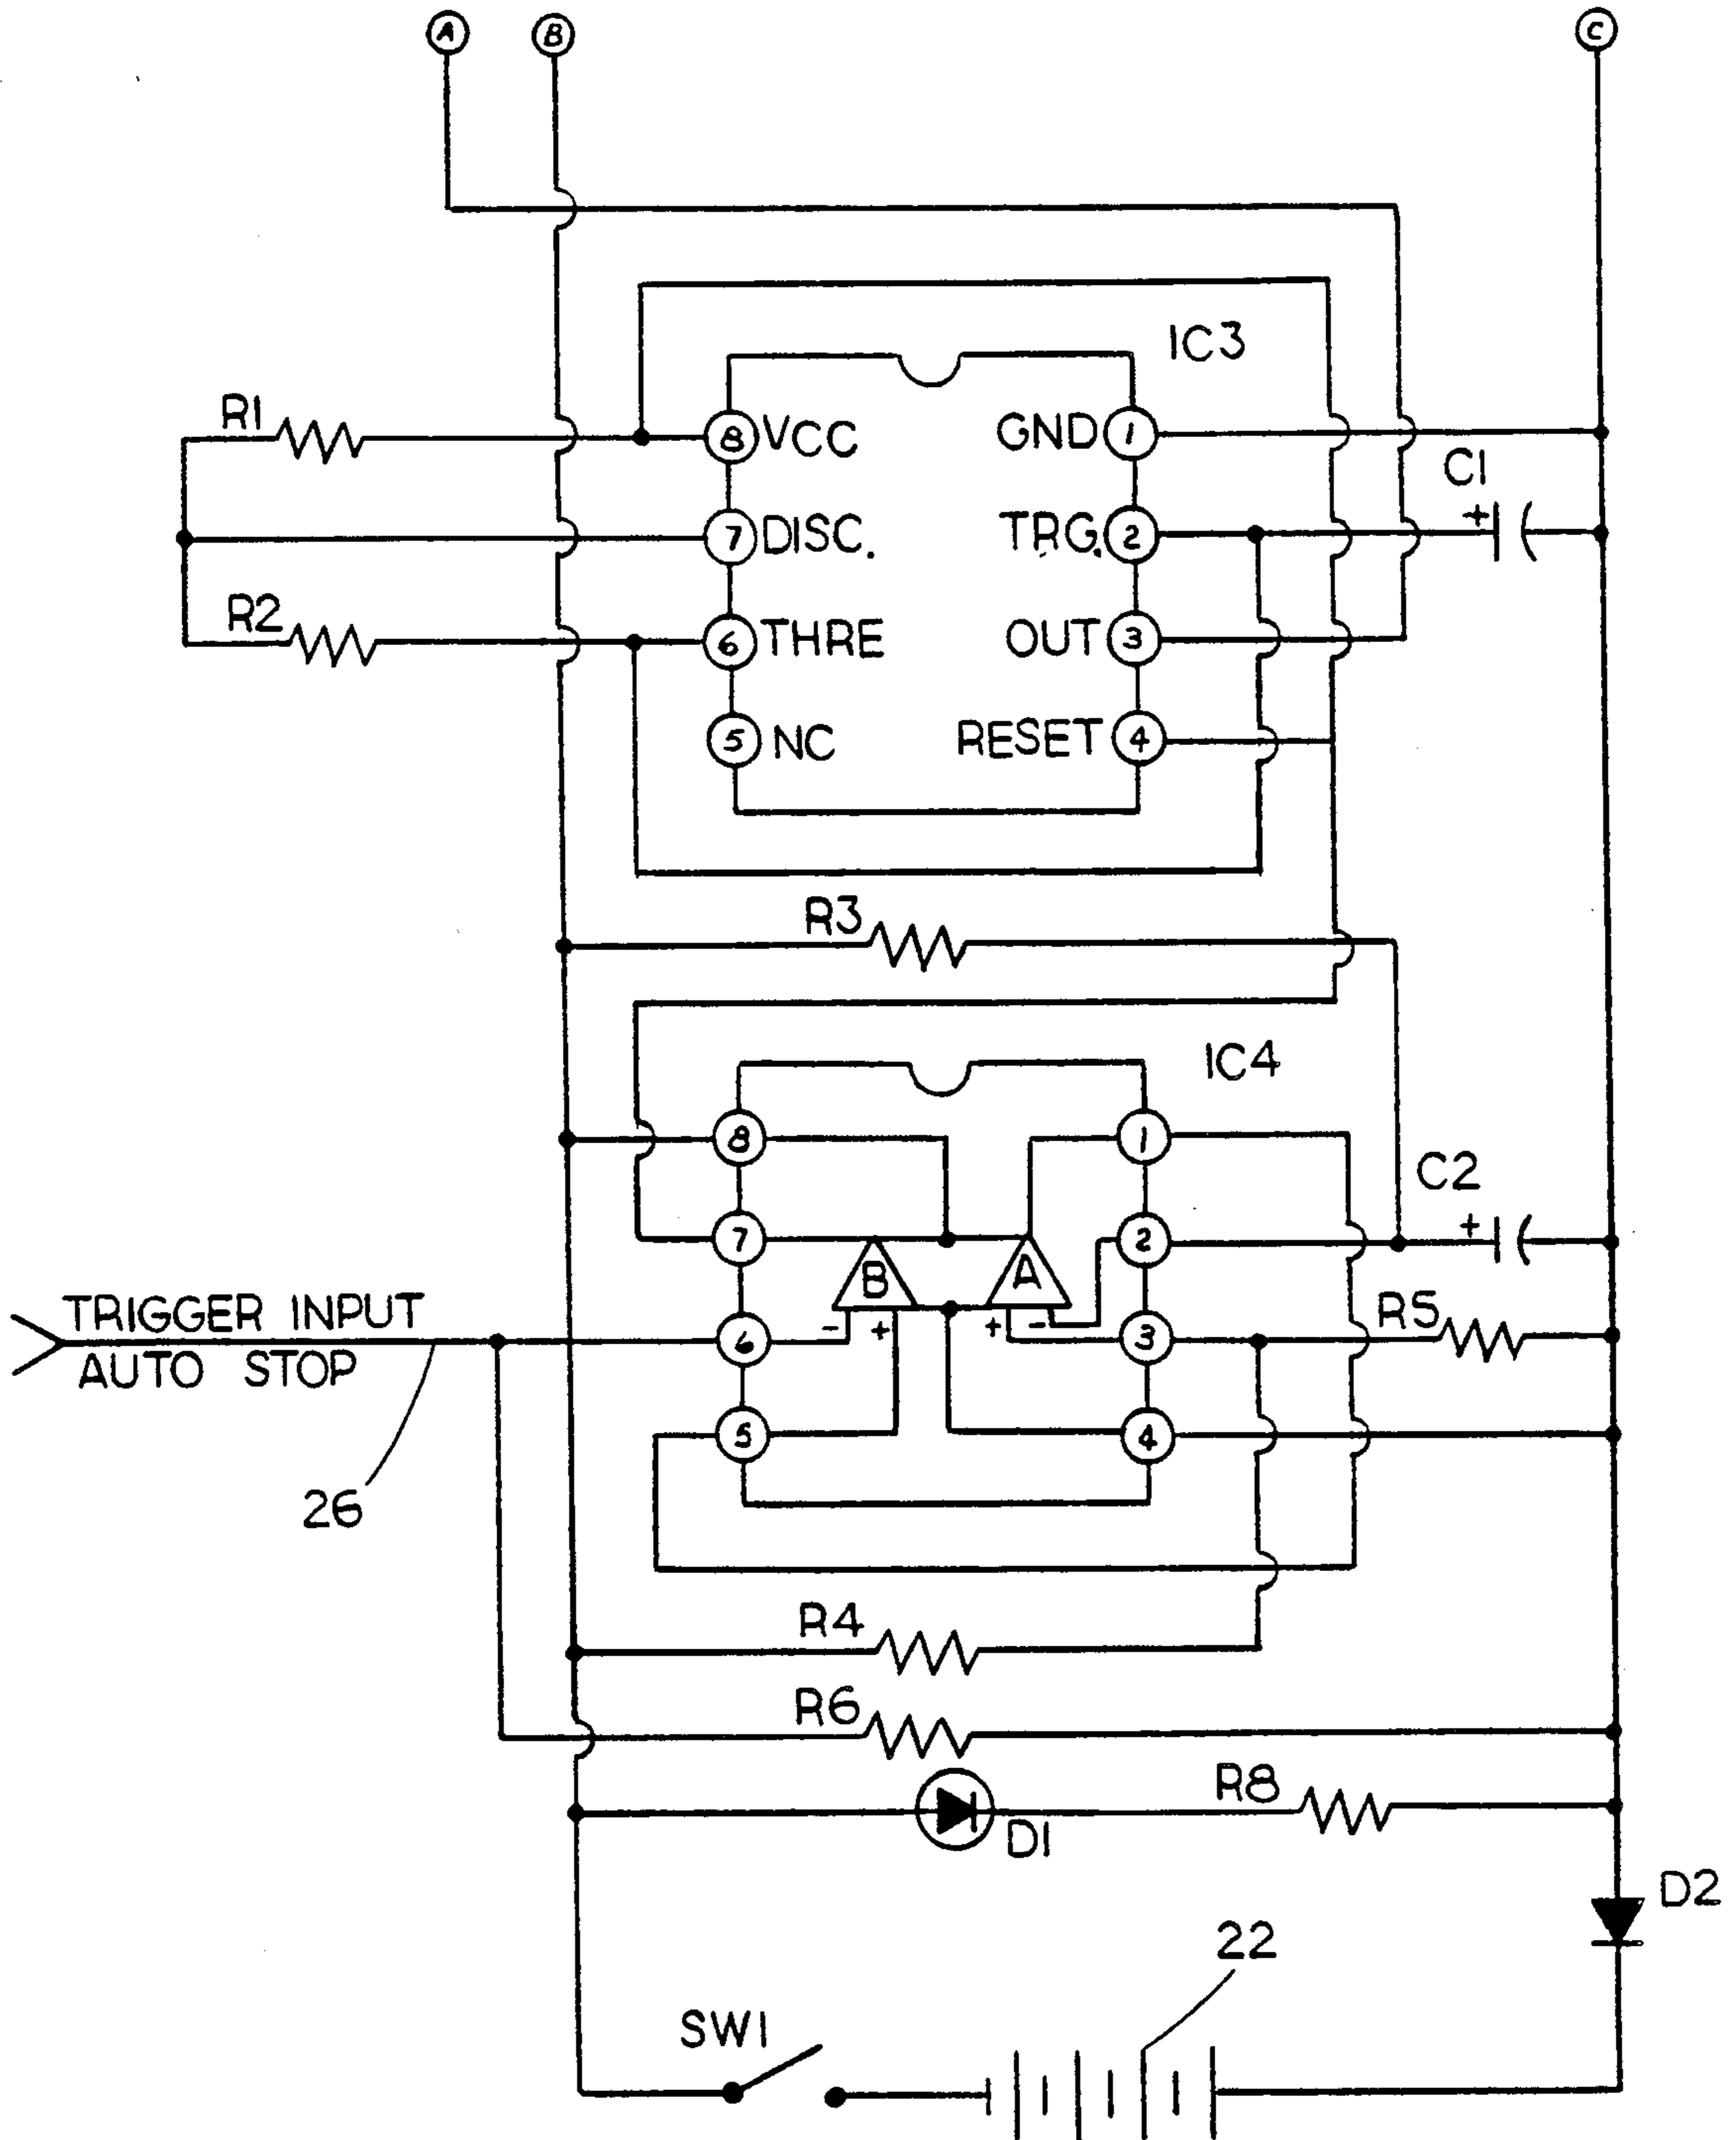 A B C
IC3
R1
8 VCC GND 1
C1
+
7 DISC. TRG. 2
R2
6 THRE OUT 3
5 NC RESET 4
R3
IC4
8 1
C2
+
7 2
B A
R5
TRIGGER INPUT
6 - + + - 3
AUTO STOP
5 4
26
R4
R6
R8
D1
D2
22
SW1